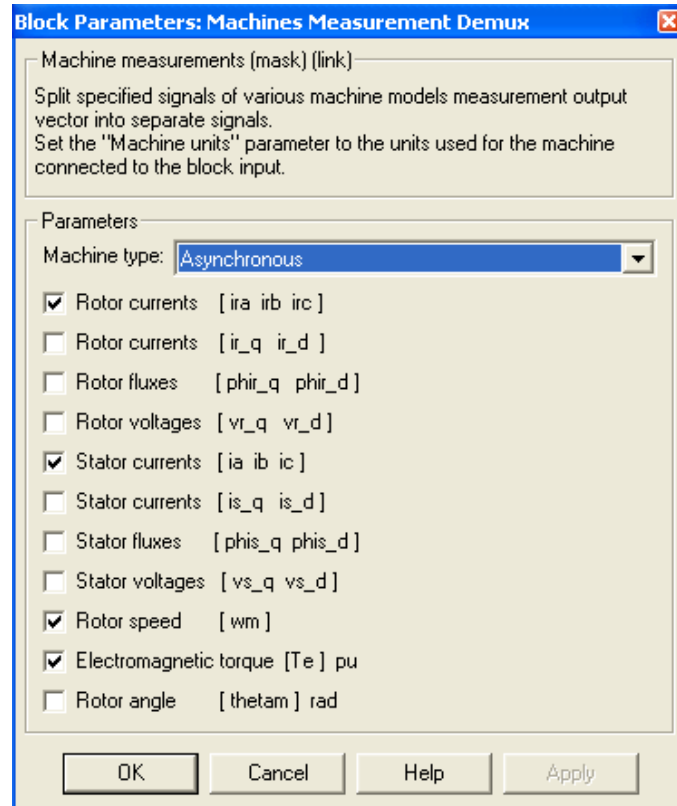 Block Parameters: Machines Measurement Demux
Machine measurements (mask) (link)
Split specified signals of various machine models measurement output
vector into separate signals.
Set the "Machine units" parameter to the units used for the machine
connected to the block input.
Parameters
Machine type: Asynchronous
Rotor currents [ ira irb irc ]
Rotor currents [ ir_q ir_d ]
Rotor fluxes [ phir_q phir_d ]
Rotor voltages [ vr_q vr_d ]
Stator currents [ ia ib ic ]
Stator currents [ is_q is_d ]
Stator fluxes [ phis_q phis_d ]
Stator voltages [ vs_q vs_d ]
Rotor speed [ wm ]
Electromagnetic torque [Te ] pu
Rotor angle [ thetam ] rad
OK Cancel Help Apply